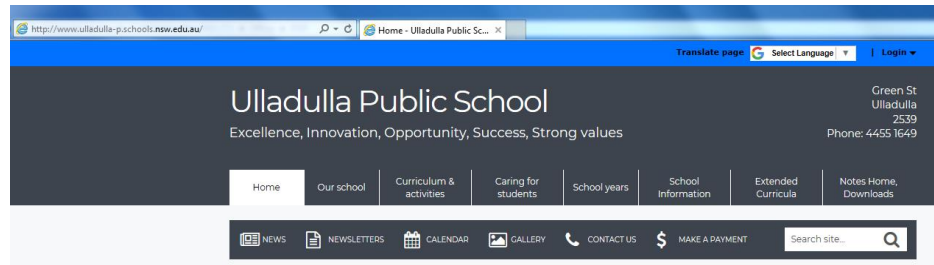 http://www.ulladulla-p.schools.nsw.edu.au/
Home - Ulladulla Public Sc...
Translate page Select Language ▼ | Login
Ulladulla Public School
Excellence, Innovation, Opportunity, Success, Strong values
Green St
Ulladulla
2539
Phone: 4455 1649
Home
Our school
Curriculum &
activities
Caring for
students
School years
School
Information
Extended
Curricula
Notes Home,
Downloads
NEWS NEWSLETTERS CALENDAR GALLERY CONTACT US $ MAKE A PAYMENT Search site...